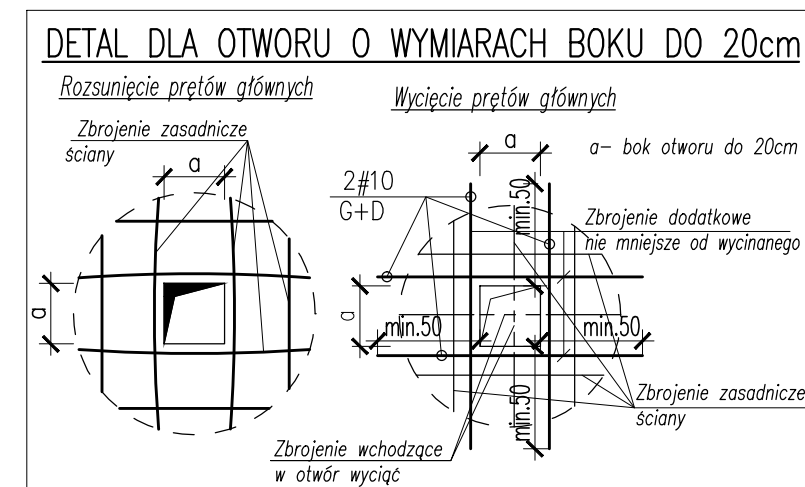 DETAL DLA OTWORU O WYMIARACH BOKU DO 20cm
Rozsunięcie prętów głównych
Zbrojenie zasadnicze
ściany
a
a
Wycięcie prętów głównych
a
a- bok otworu do 20cm
2#10
G+D
min.50
Zbrojenie dodatkowe
nie mniejsze od wycinanego
a
min.50
min.50
min.50
Zbrojenie zasadnicze
ściany
Zbrojenie wchodzące
w otwór wyciąć